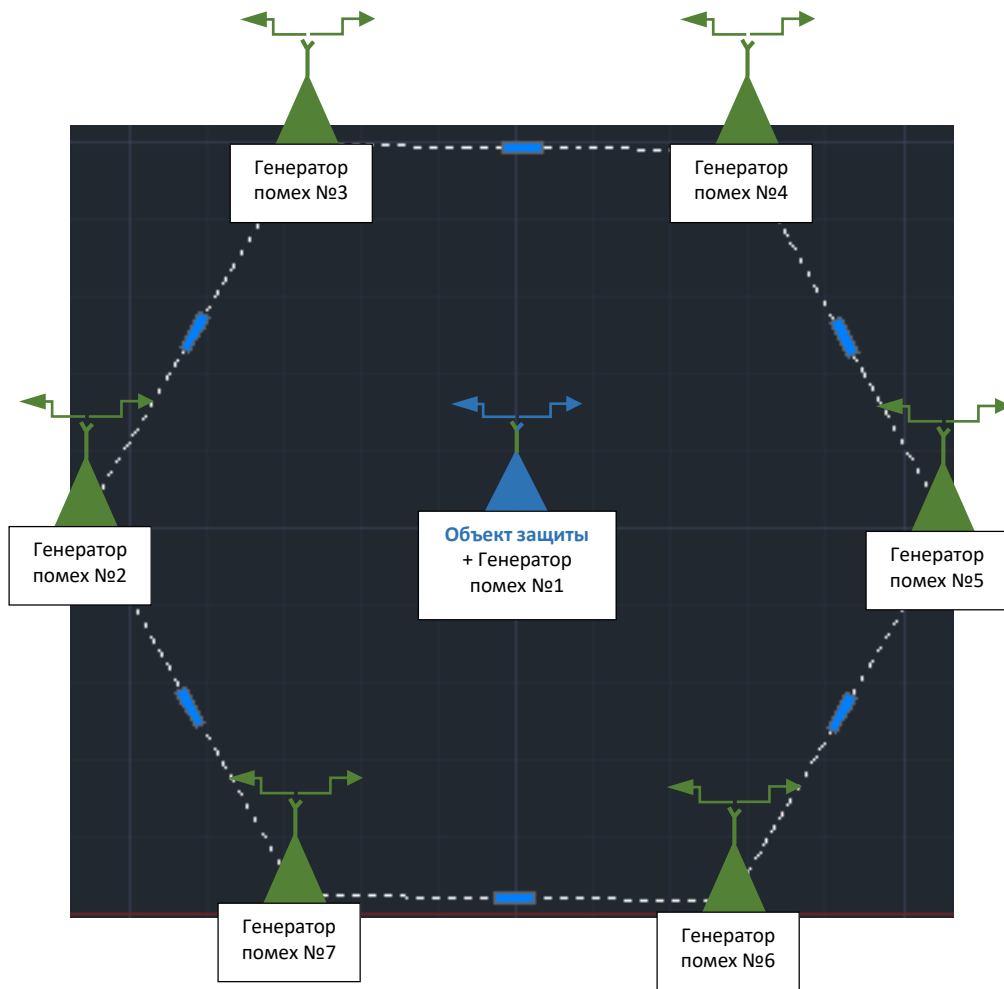 Генератор
помех №3
Генератор
помех №4
Генератор
помех №2
Объект защиты
+ Генератор
помех №1
Генератор
помех №5
Генератор
помех №7
Генератор
помех №6